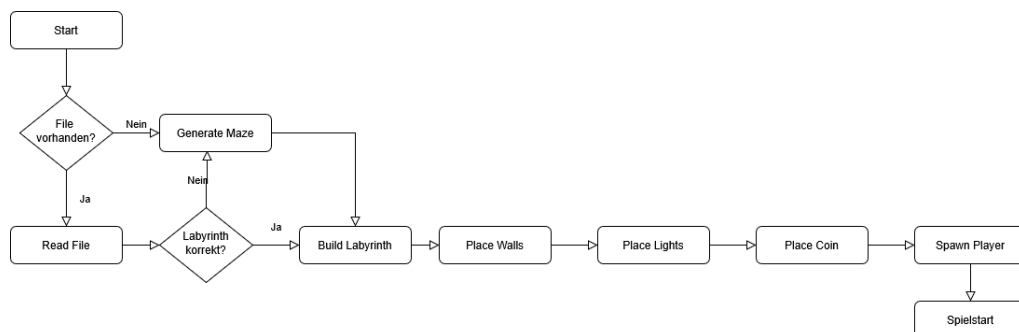 Start
File
vorhanden?
Nein
Generate Maze
Nein
Ja
Read File
Labyrinth
korrekt?
Ja
Build Labyrinth
Place Walls
Place Lights
Place Coin
Spawn Player
Spielstart